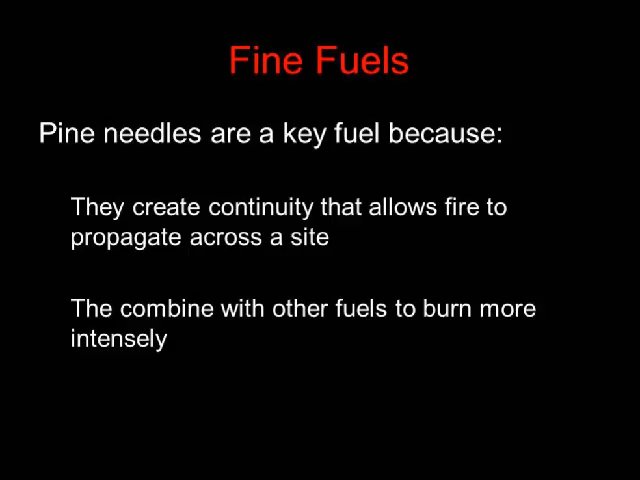 Fine Fuels
Pine needles are a key fuel because:
They create continuity that allows fire to
propagate across a site
The combine with other fuels to burn more
intensely